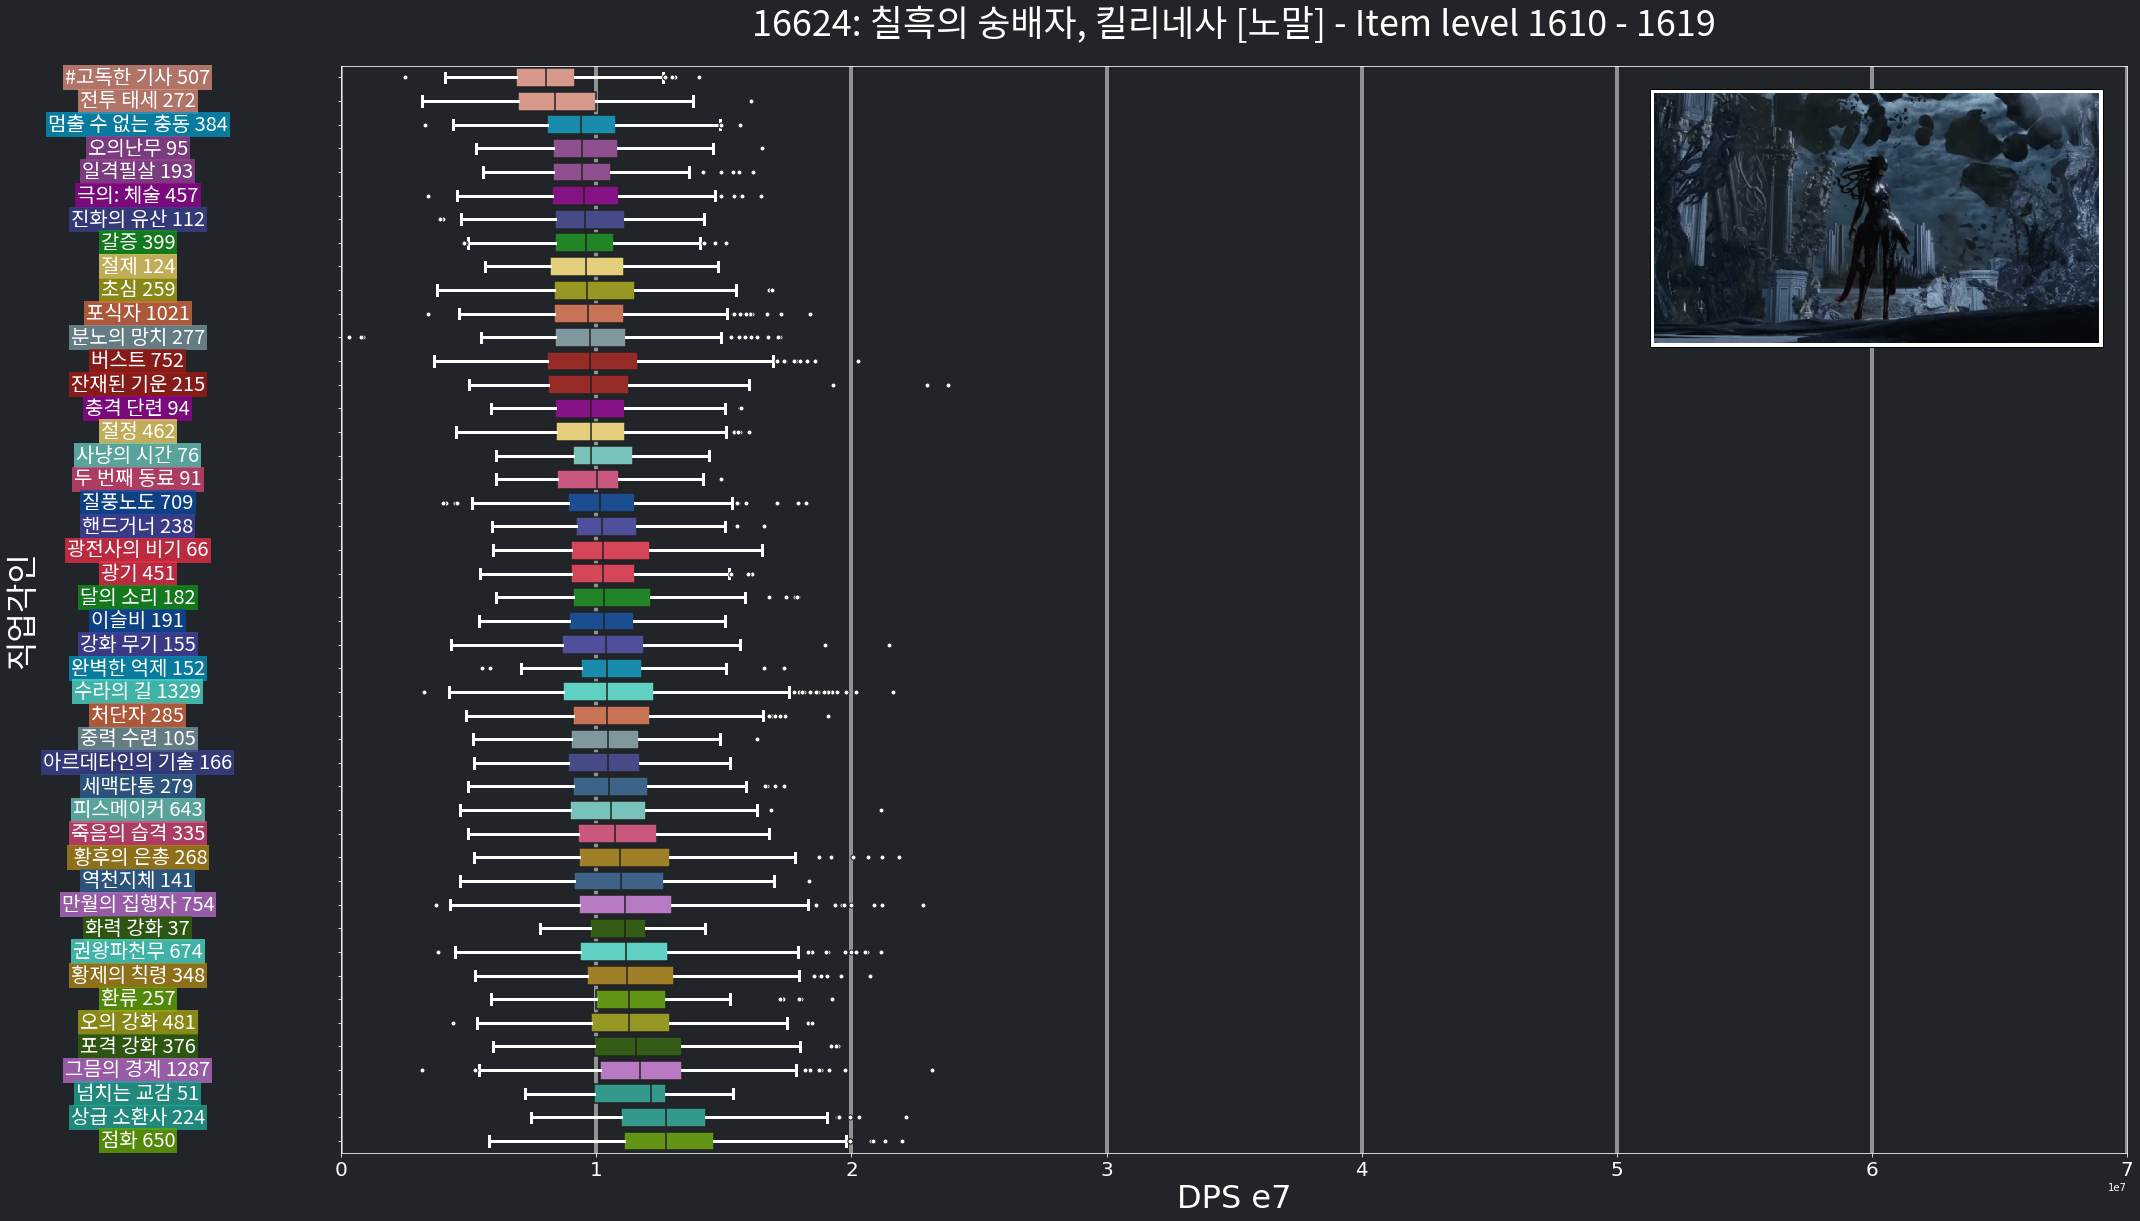 16624: 칠흑의 숭배자, 킬리네사 [노말] - Item level 1610 - 1619
#고독한 기사 507
전투 태세 272
멈출 수 없는 충동 384
오의난무 95
일격필살 193
극의: 체술 457
진화의 유산 112
갈증 399
절제 124
초심 259
포식자 1021
분노의 망치 277
버스트 752
잔재된 기운 215
충격 단련 94
절정 462
사냥의 시간 76
두 번째 동료 91
질풍노도 709
핸드거너 238
광전사의 비기 66
광기 451
달의 소리 182
이슬비 191
강화 무기 155
완벽한 억제 152
수라의 길 1329
처단자 285
중력 수련 105
아르데타인의 기술 166
세맥타통 279
피스메이커 643
죽음의 습격 335
황후의 은총 268
역천지체 141
만월의 집행자 754
화력 강화 37
권왕파천무 674
황제의 칙령 348
환류 257
오의 강화 481
포격 강화 376
그믐의 경계 1287
넘치는 교감 51
상급 소환사 224
점화 650
직업각인
0 1 2 3 4 5 6 7
DPS e7
1e7